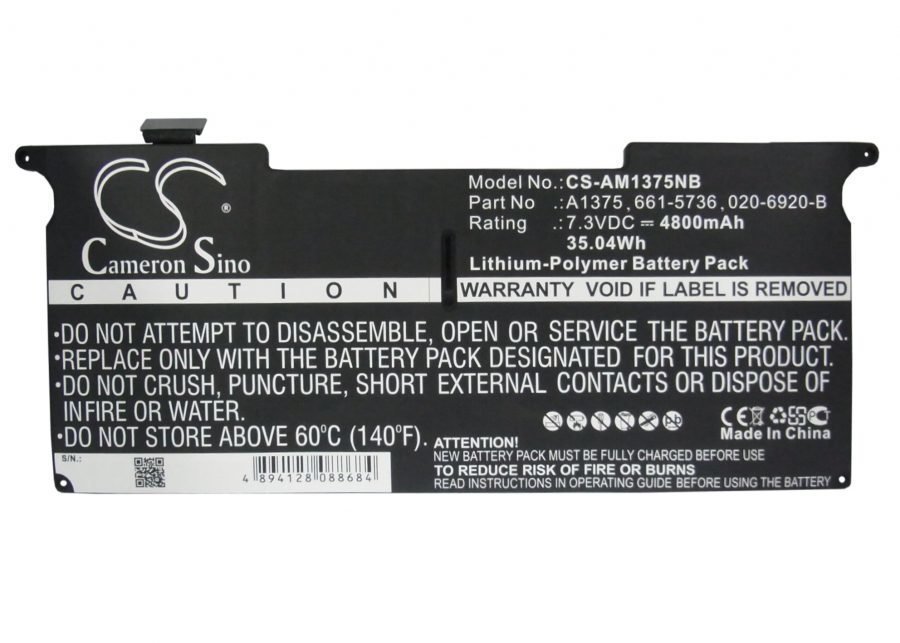 CS
®
Cameron Sino
Model No.: CS-AM1375NB
Part No .: A1375, 661-5736, 020-6920-B
Rating .: 7.3VDC ⎓ 4800mAh
35.04Wh
Lithium-Polymer Battery Pack
CAUTION
WARRANTY VOID IF LABEL IS REMOVED
•DO NOT ATTEMPT TO DISASSEMBLE, OPEN OR SERVICE THE BATTERY PACK.
•REPLACE ONLY WITH THE BATTERY PACK DESIGNATED FOR THIS PRODUCT.
•DO NOT CRUSH, PUNCTURE, SHORT EXTERNAL CONTACTS OR DISPOSE OF
IN FIRE OR WATER.
•DO NOT STORE ABOVE 60°C (140°F).
CE
Made In China
ATTENTION!
NEW BATTERY PACK MUST BE FULLY CHARGED BEFORE USE
TO REDUCE RISK OF FIRE OR BURNS
READ INSTRUCTIONS IN OPERATING GUIDE BEFORE USING THE BATTERY
S/N.:
4 894128 088684